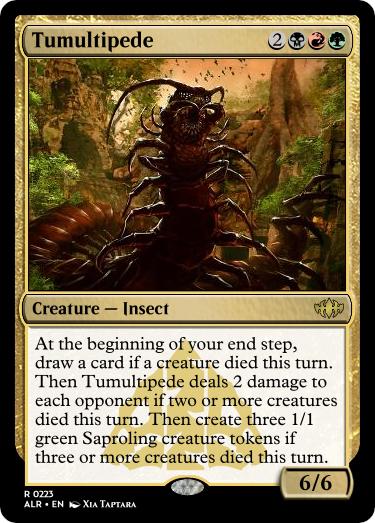 Tumultipede 2
Creature — Insect
At the beginning of your end step,
draw a card if a creature died this turn.
Then Tumultipede deals 2 damage to
each opponent if two or more creatures
died this turn. Then create three 1/1
green Saproling creature tokens if
three or more creatures died this turn.
6/6
R 0223
ALR • EN Xia Taptara